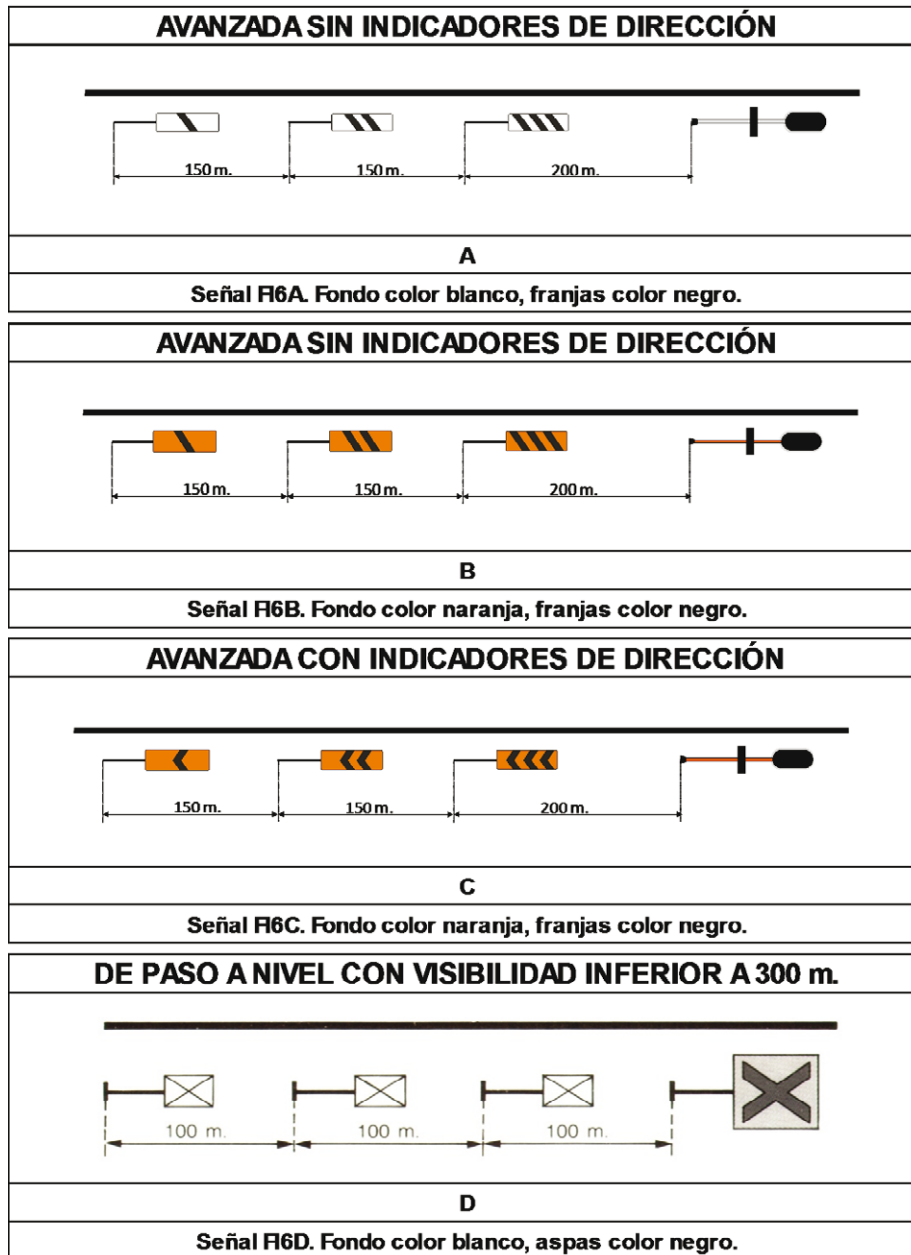 AVANZADA SIN INDICADORES DE DIRECCIÓN
150 m. 150 m. 200 m.
A
Señal FI6A. Fondo color blanco, franjas color negro.
AVANZADA SIN INDICADORES DE DIRECCIÓN
150 m. 150 m. 200 m.
B
Señal FI6B. Fondo color naranja, franjas color negro.
AVANZADA CON INDICADORES DE DIRECCIÓN
150 m. 150 m. 200 m.
C
Señal FI6C. Fondo color naranja, franjas color negro.
DE PASO A NIVEL CON VISIBILIDAD INFERIOR A 300 m.
100 m. 100 m. 100 m.
D
Señal FI6D. Fondo color blanco, aspas color negro.